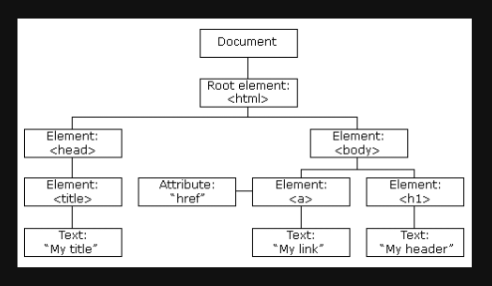 Document
Root element:
<html>
Element:
<head>
Element:
<body>
Element:
<title>
Attribute:
"href"
Element:
<a>
Element:
<h1>
Text:
"My title"
Text:
"My link"
Text:
"My header"